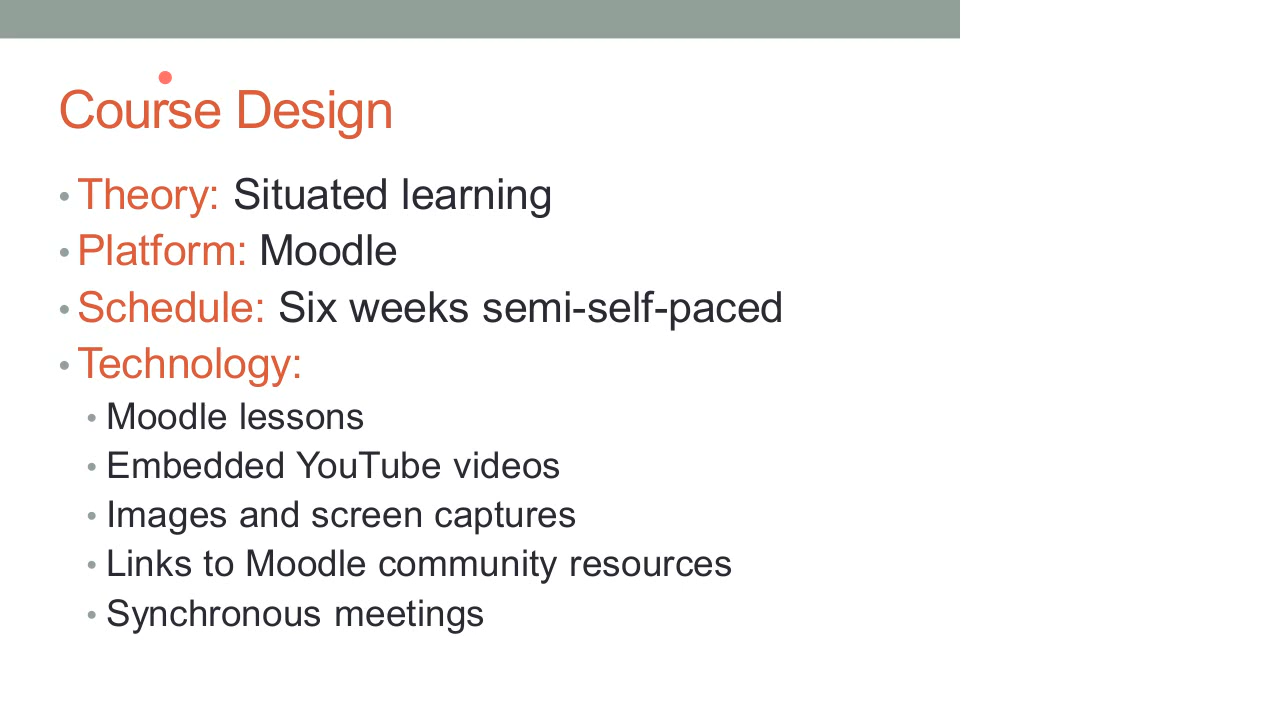 Course Design
• Theory: Situated learning
• Platform: Moodle
• Schedule: Six weeks semi-self-paced
• Technology:
• Moodle lessons
• Embedded YouTube videos
• Images and screen captures
• Links to Moodle community resources
• Synchronous meetings